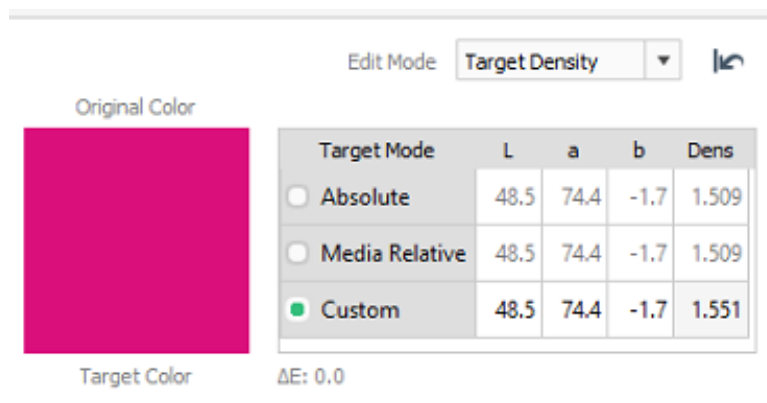 Edit Mode Target Density
Original Color
Target Mode L a b Dens
Absolute 48.5 74.4 -1.7 1.509
Media Relative 48.5 74.4 -1.7 1.509
Custom 48.5 74.4 -1.7 1.551
Target Color ΔE: 0.0